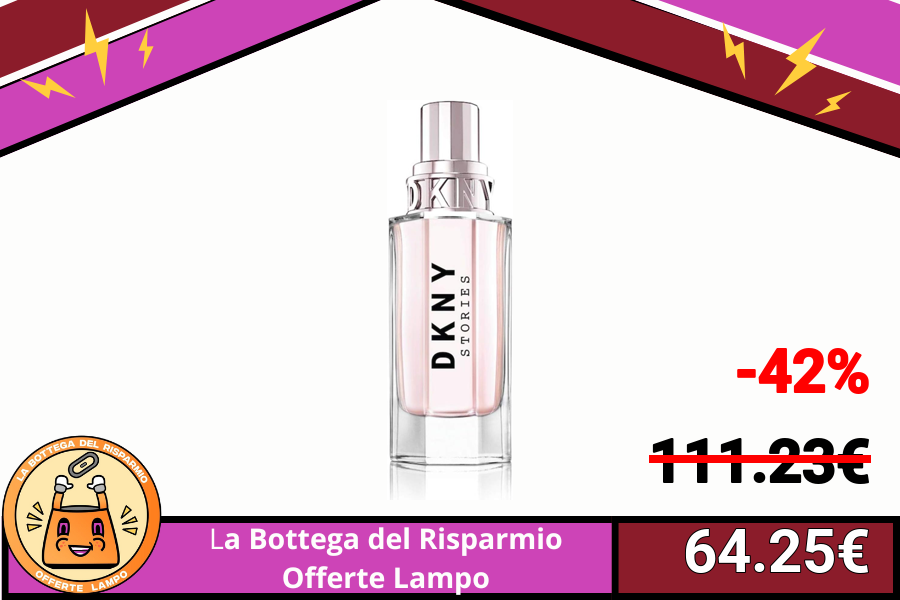 DKNY
DKNY
STORIES
-42%
111.23€
LA BOTTEGA DEL RISPARMIO
OFFERTE LAMPO
La Bottega del Risparmio
Offerte Lampo
64.25€